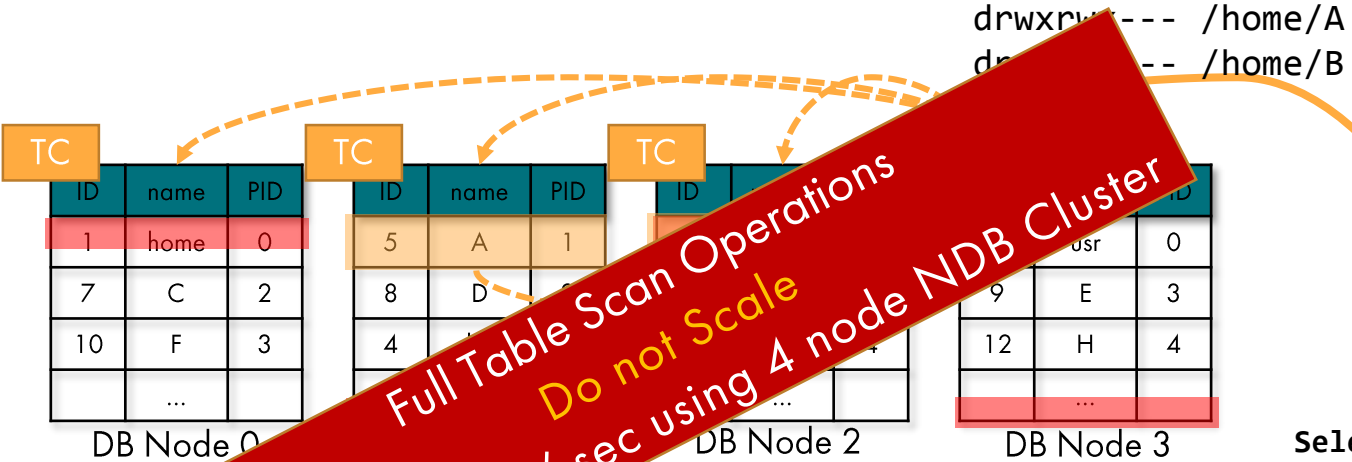 drwxrwx--- /home/A
--- /home/B
TC
TC
TC
ID name PID
1 home 0
7 C 2
10 F 3
...
DB Node 0
ID name PID
5 A 1
8 D
4
ID
...
DB Node 2
ID
usr 0
9 E 3
12 H 4
...
DB Node 3
Full Table Scan Operations
Do not Scale
sec using 4 node NDB Cluster